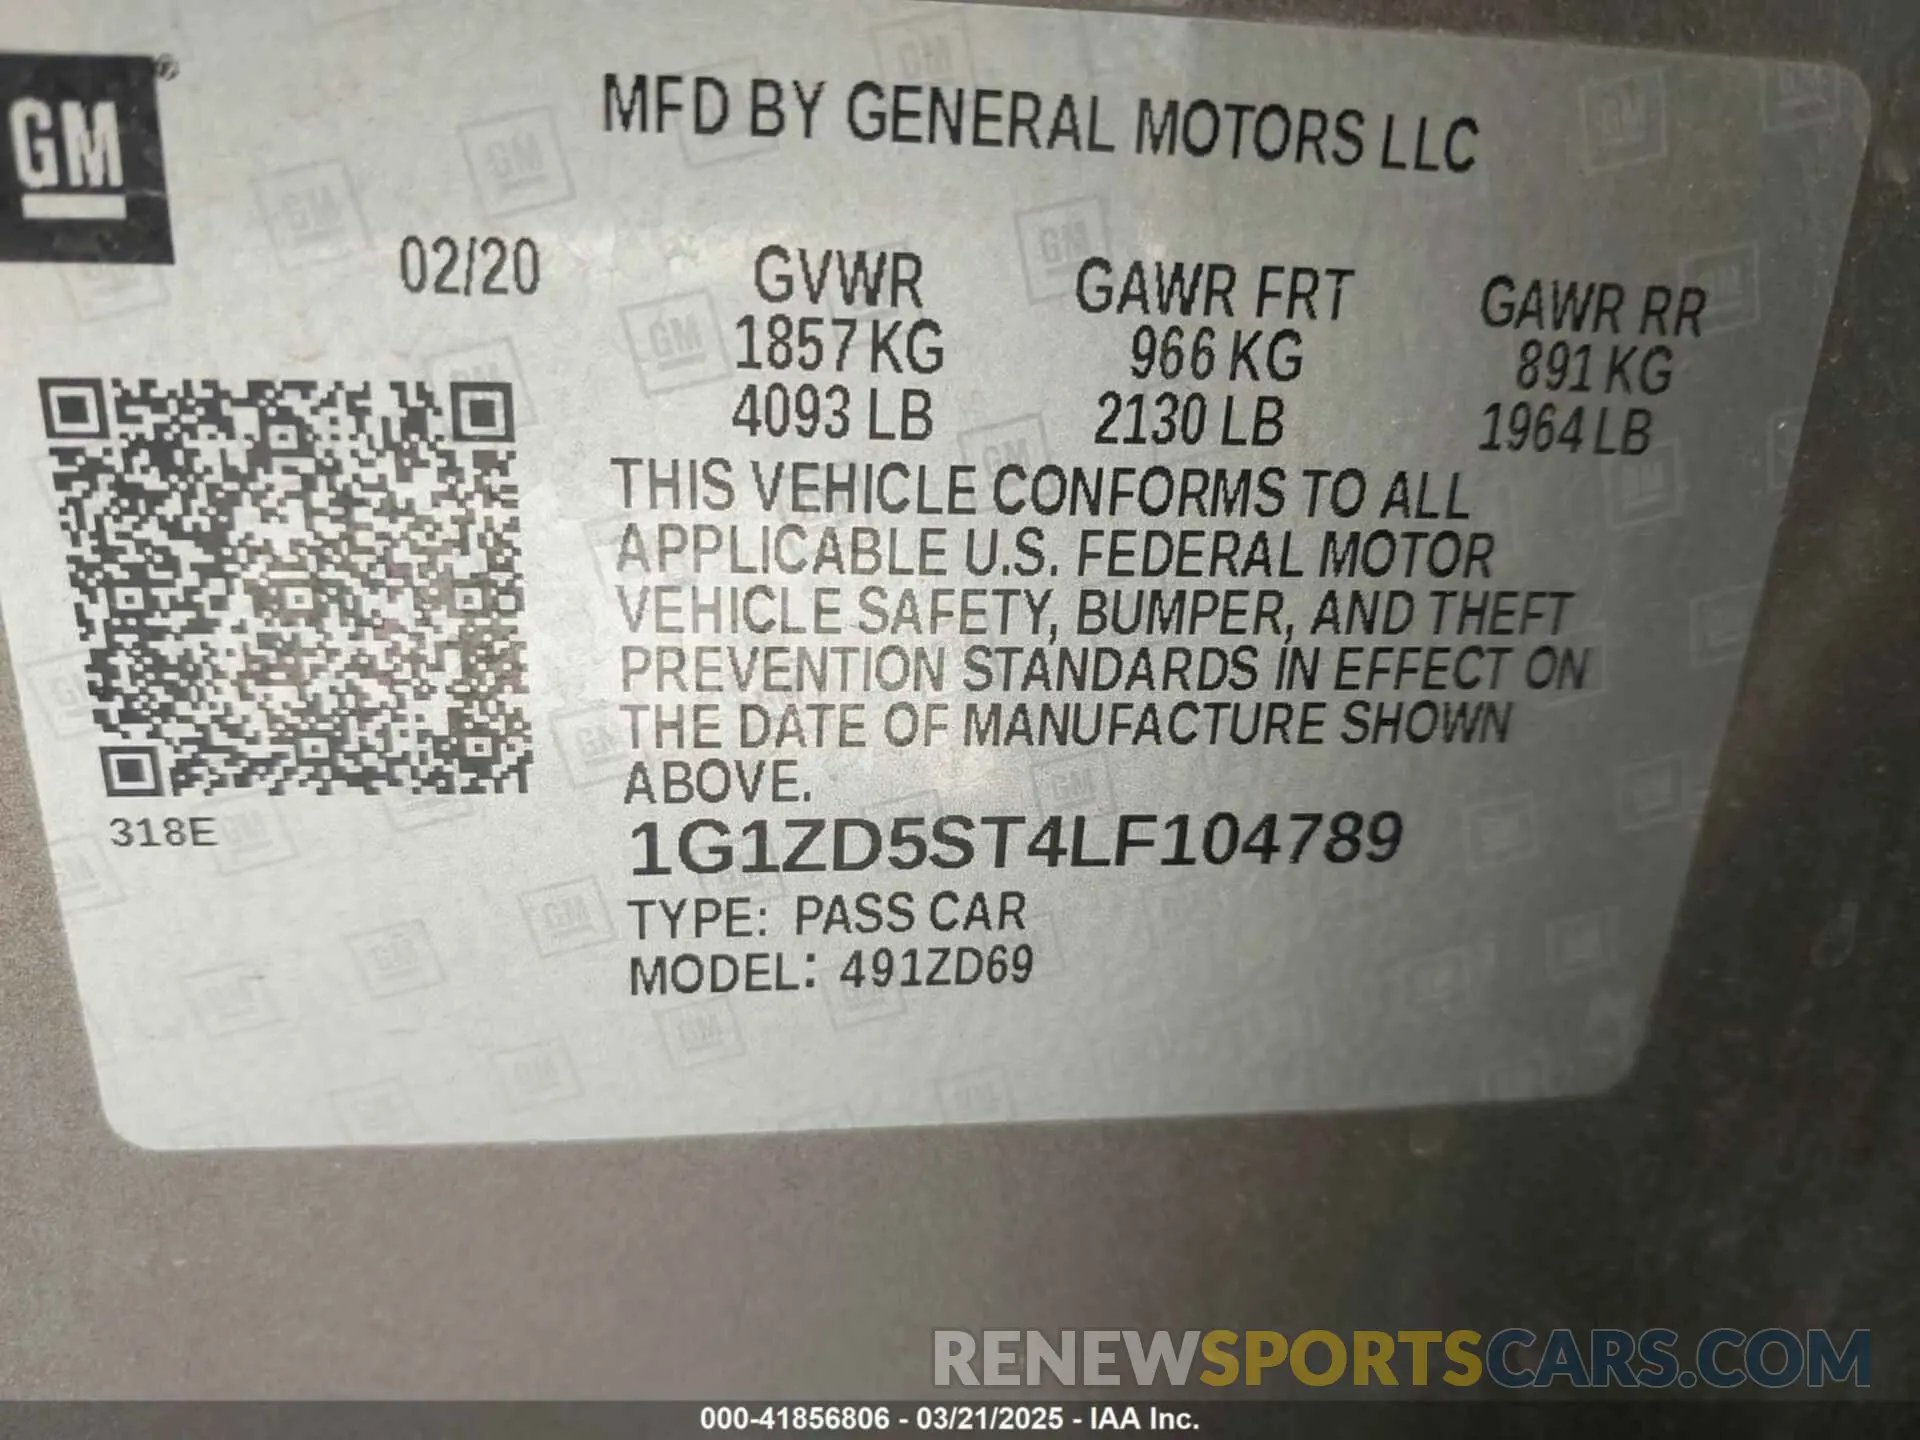 GM®
MFD BY GENERAL MOTORS LLC
02/20 GVWR GAWR FRT GAWR RR
1857 KG 966 KG 891 KG
4093 LB 2130 LB 1964 LB
THIS VEHICLE CONFORMS TO ALL
APPLICABLE U.S. FEDERAL MOTOR
VEHICLE SAFETY, BUMPER, AND THEFT
PREVENTION STANDARDS IN EFFECT ON
THE DATE OF MANUFACTURE SHOWN
ABOVE.
318E
1G1ZD5ST4LF104789
TYPE: PASS CAR
MODEL: 491ZD69
RENEWSPORTSCARS.COM
000-41856806 - 03/21/2025 - IAA Inc.